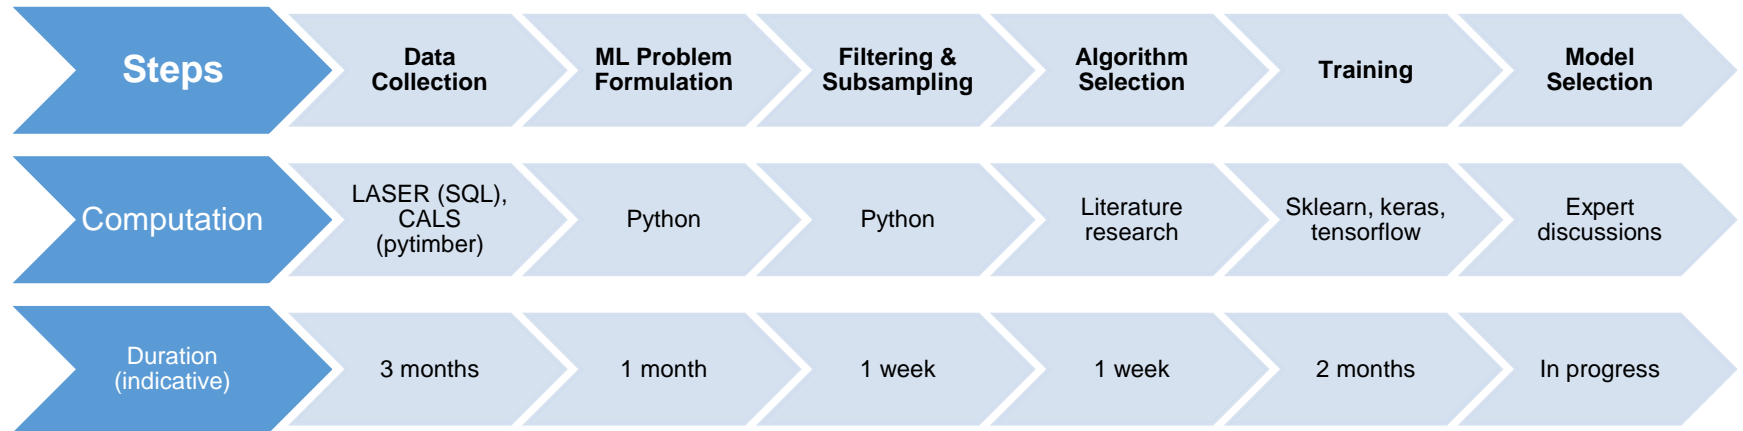 Steps
Data
Collection
ML Problem
Formulation
Filtering &
Subsampling
Algorithm
Selection
Training
Model
Selection
Computation
LASER (SQL),
CALS
(pytimber)
Python
Python
Literature
research
Sklearn, keras,
tensorflow
Expert
discussions
Duration
(indicative)
3 months
1 month
1 week
1 week
2 months
In progress